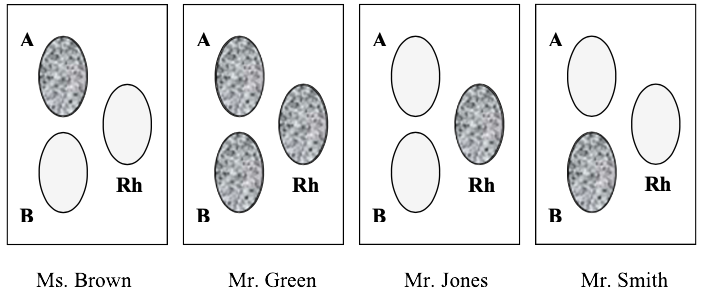 A
Rh
B
A
Rh
B
A
Rh
B
A
Rh
B
Ms. Brown
Mr. Green
Mr. Jones
Mr. Smith